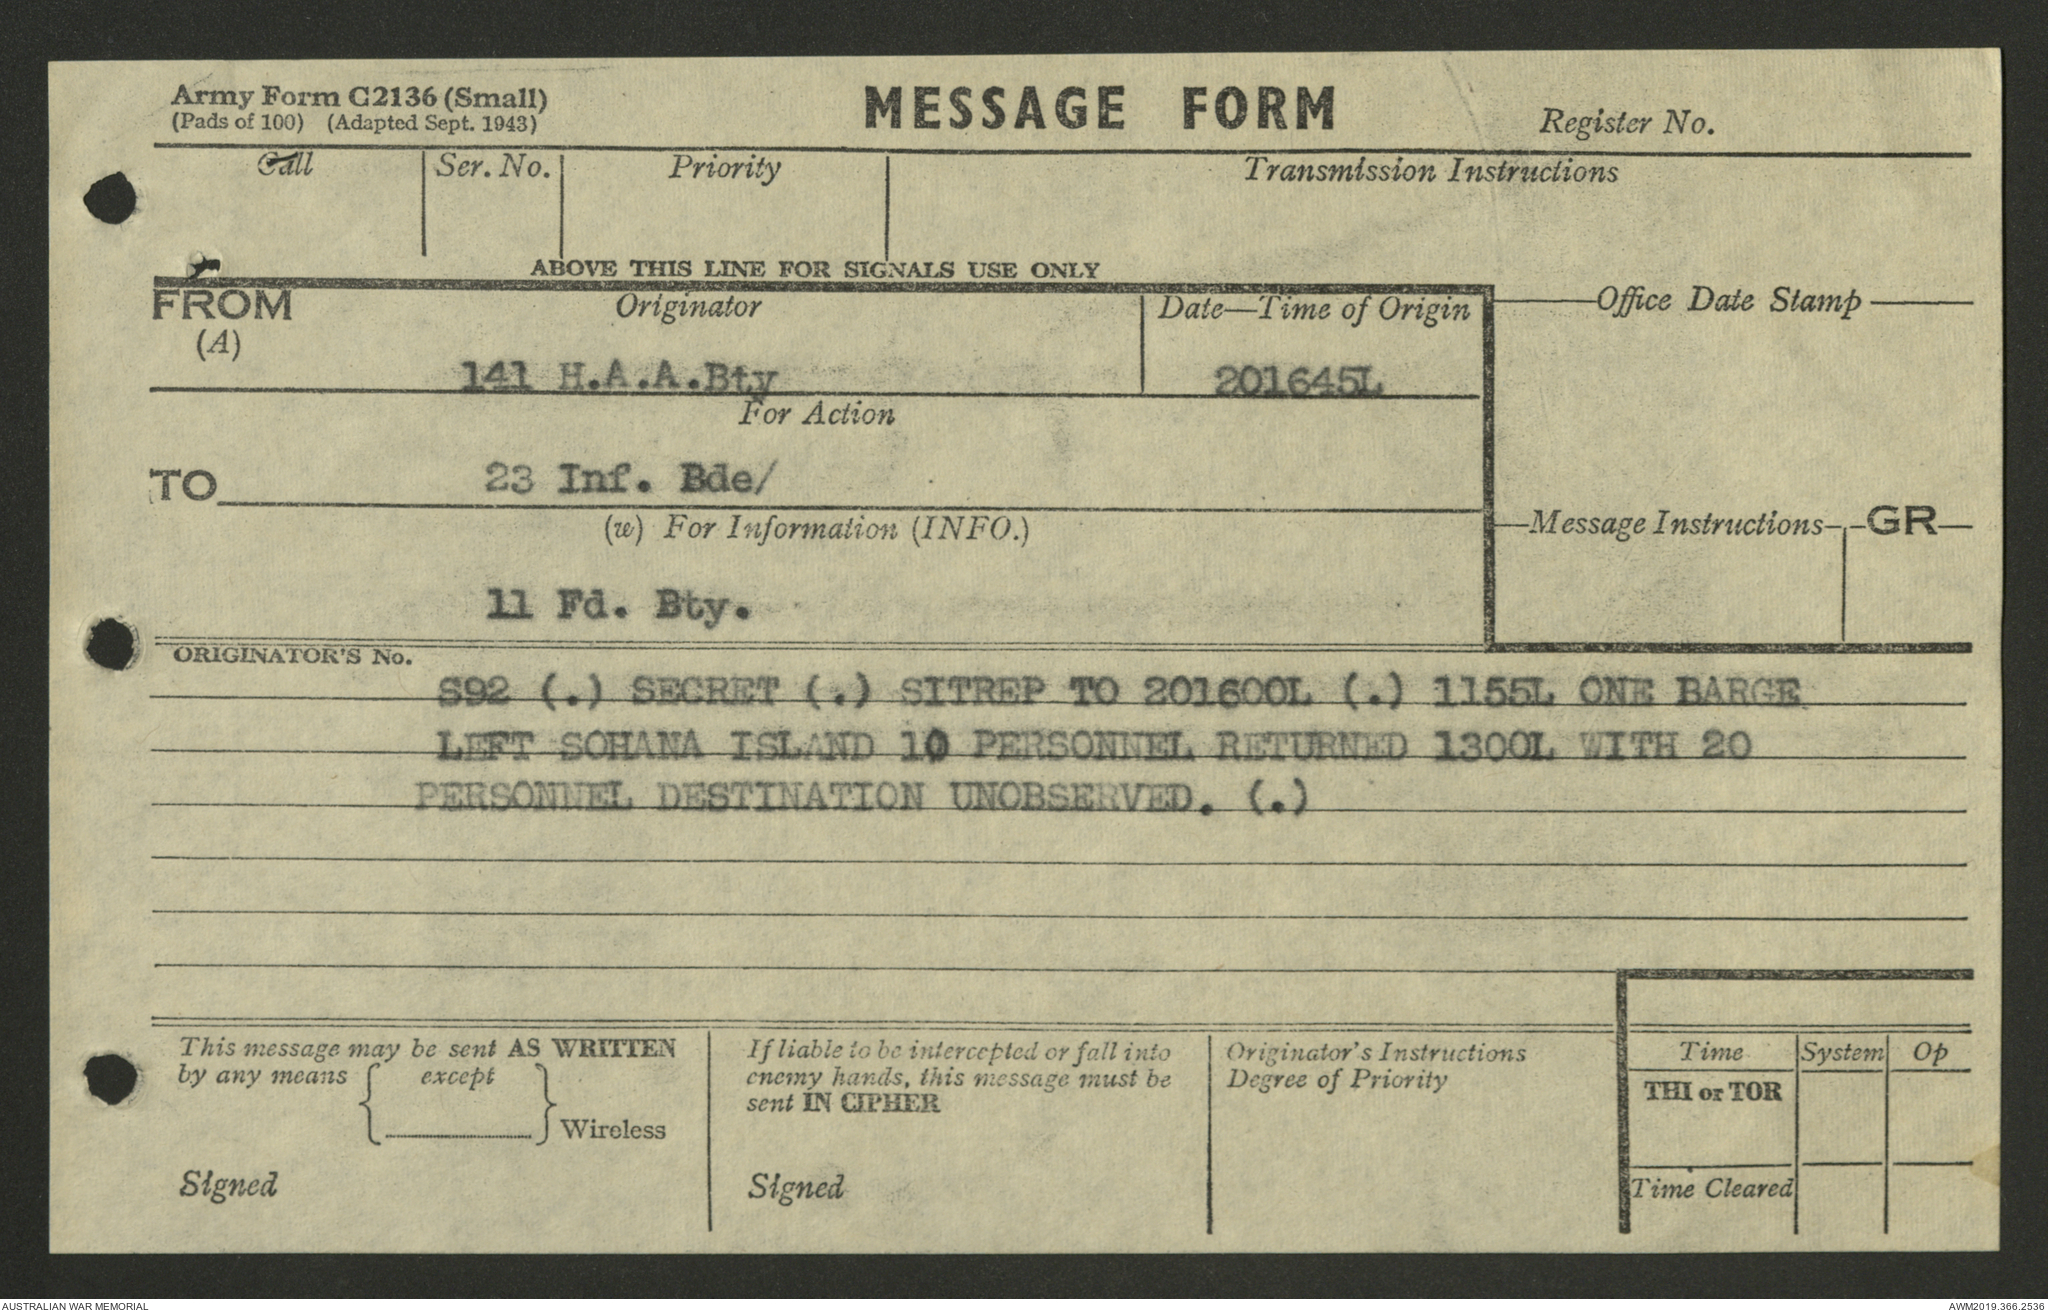 Army Form C2136 (Small)
(Pads of 100) (Adapted Sept. 1943)
MESSAGE FORM
Register No.
Call
Ser. No.
Priority
Transmission Instructions
ABOVE THIS LINE FOR SIGNALS USE ONLY
FROM
(A)
Originator
Date—Time of Origin
Office Date Stamp
141 H.A.A.Bty
201645L
For Action
TO
23 Inf. Bde/
(w) For Information (INFO.)
Message Instructions
GR
11 Fd. Bty.
ORIGINATOR'S No.
S92 (.) SECRET (.) SITREP TO 201600L (.) 1155L ONE BARGE
LEFT SOHANA ISLAND 10 PERSONNEL RETURNED 1300L WITH 20
PERSONNEL DESTINATION UNOBSERVED. (.)
This message may be sent AS WRITTEN
by any means { except }
Wireless
Signed
If liable to be intercepted or fall into
enemy hands, this message must be
sent IN CIPHER
Signed
Originator's Instructions
Degree of Priority
Time
System
Op
THI or TOR
Time Cleared
AUSTRALIAN WAR MEMORIAL
AWM2019.366.2536